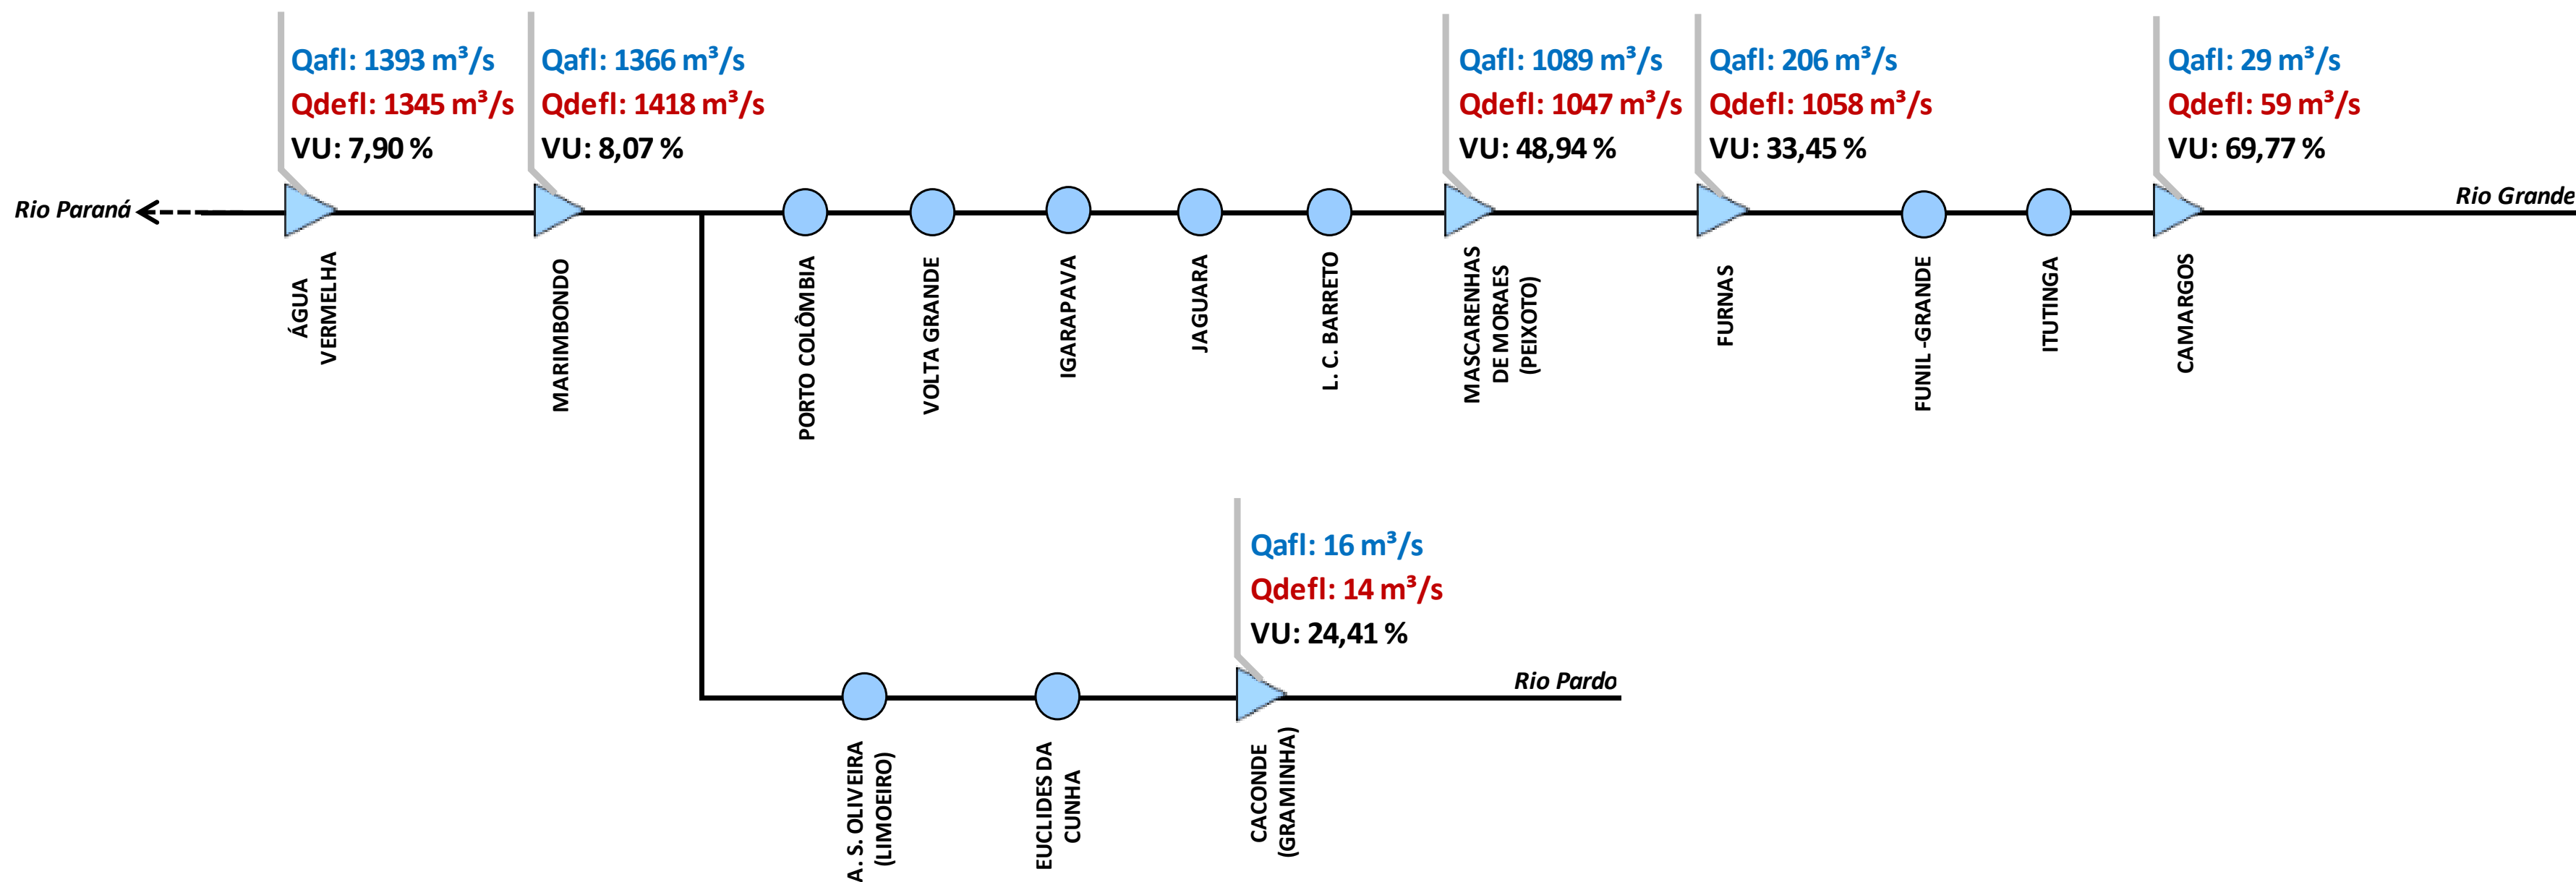 Qafl: 1393 m³/s
Qdefl: 1345 m³/s
VU: 7,90 %
Qafl: 1366 m³/s
Qdefl: 1418 m³/s
VU: 8,07 %
Qafl: 1089 m³/s
Qdefl: 1047 m³/s
VU: 48,94 %
Qafl: 206 m³/s
Qdefl: 1058 m³/s
VU: 33,45 %
Qafl: 29 m³/s
Qdefl: 59 m³/s
VU: 69,77 %
Rio Paraná
Rio Grande
ÁGUA
VERMELHA
MARIMBONDO
PORTO COLÔMBIA
VOLTA GRANDE
IGARAPAVA
JAGUARA
L. C. BARRETO
MASCARENHAS
DE MORAES
(PEIXOTO)
FURNAS
FUNIL -GRANDE
ITUTINGA
CAMARGOS
Qafl: 16 m³/s
Qdefl: 14 m³/s
VU: 24,41 %
Rio Pardo
A. S. OLIVEIRA
(LIMOEIRO)
EUCLIDES DA
CUNHA
CACONDE
(GRAMINHA)